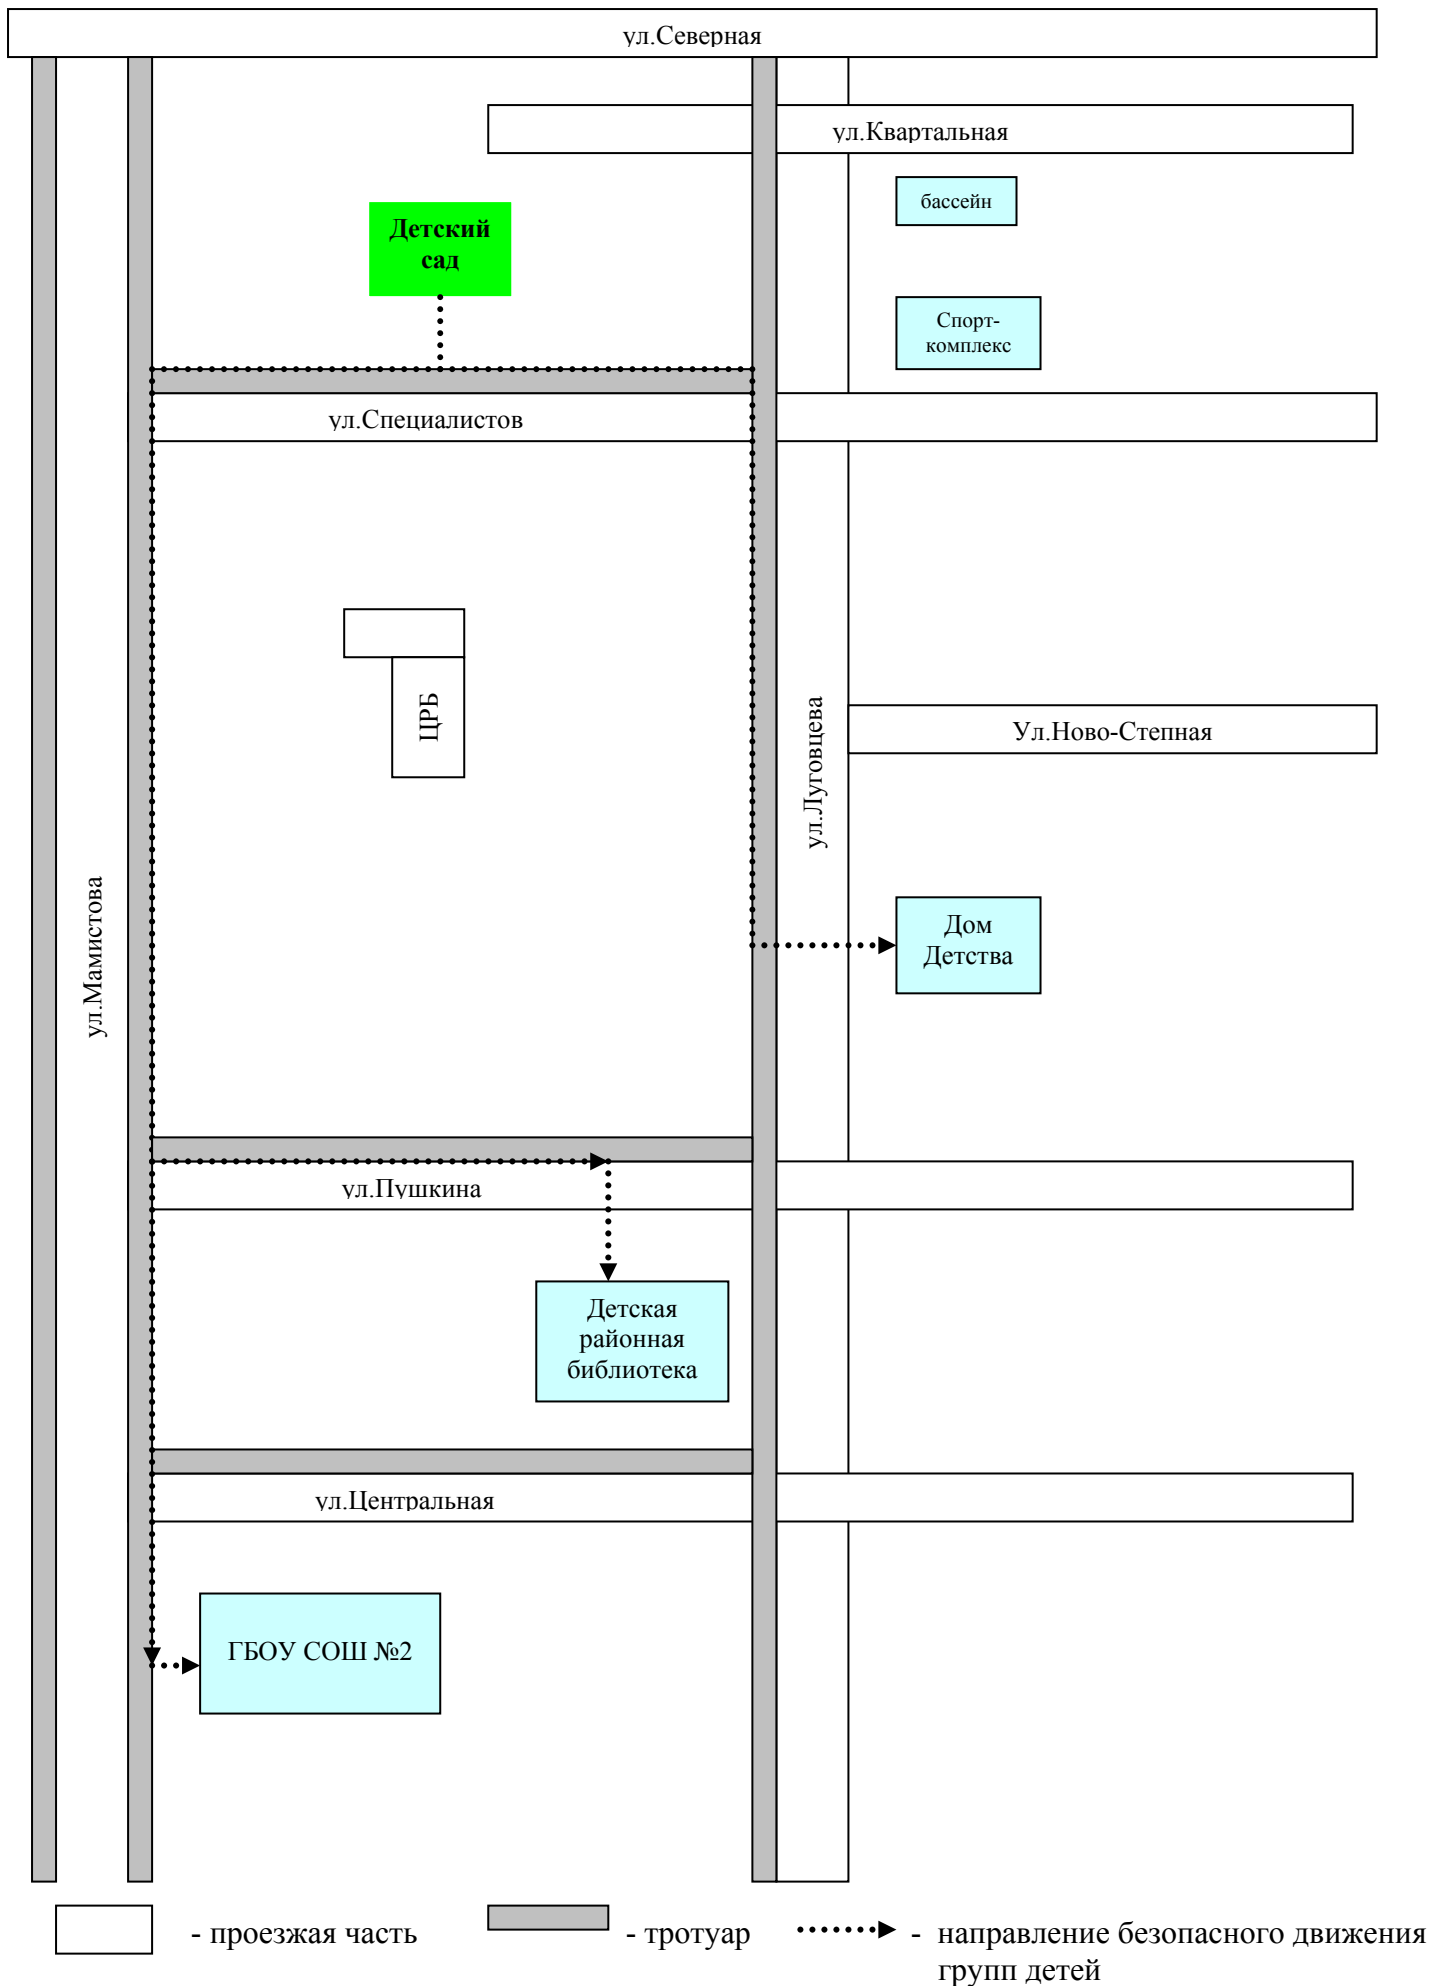 ул.Северная
ул.Квартальная
бассейн
Детский
сад
Спорт-
комплекс
ул.Специалистов
ЦРБ
ул.Луговцева
Ул.Ново-Степная
ул.Мамистова
Дом
Детства
ул.Пушкина
Детская
районная
библиотека
ул.Центральная
ГБОУ СОШ №2
- проезжая часть
- тротуар
- направление безопасного движения
групп детей